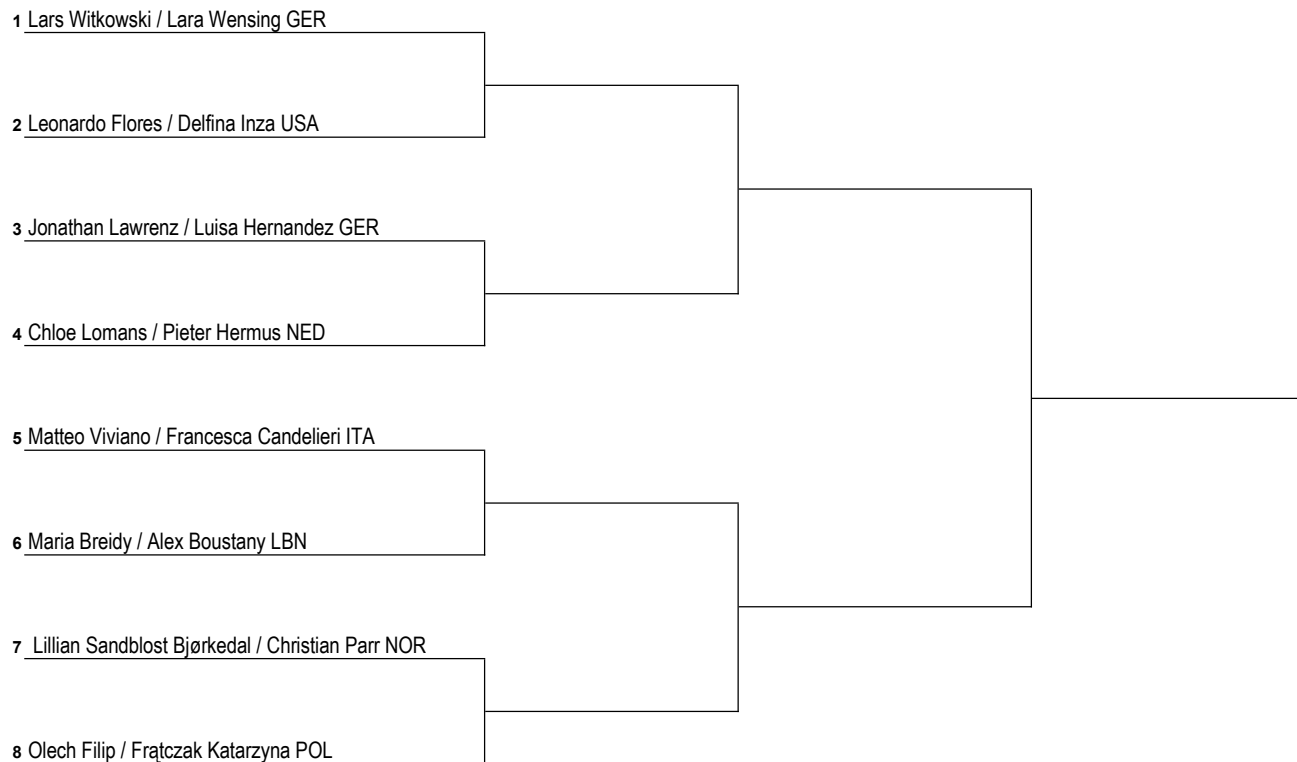 1 Lars Witkowski / Lara Wensing GER
2 Leonardo Flores / Delfina Inza USA
3 Jonathan Lawrenz / Luisa Hernandez GER
4 Chloe Lomans / Pieter Hermus NED
5 Matteo Viviano / Francesca Candelieri ITA
6 Maria Breidy / Alex Boustany LBN
7 Lillian Sandblost Bjørkedal / Christian Parr NOR
8 Olech Filip / Frątczak Katarzyna POL